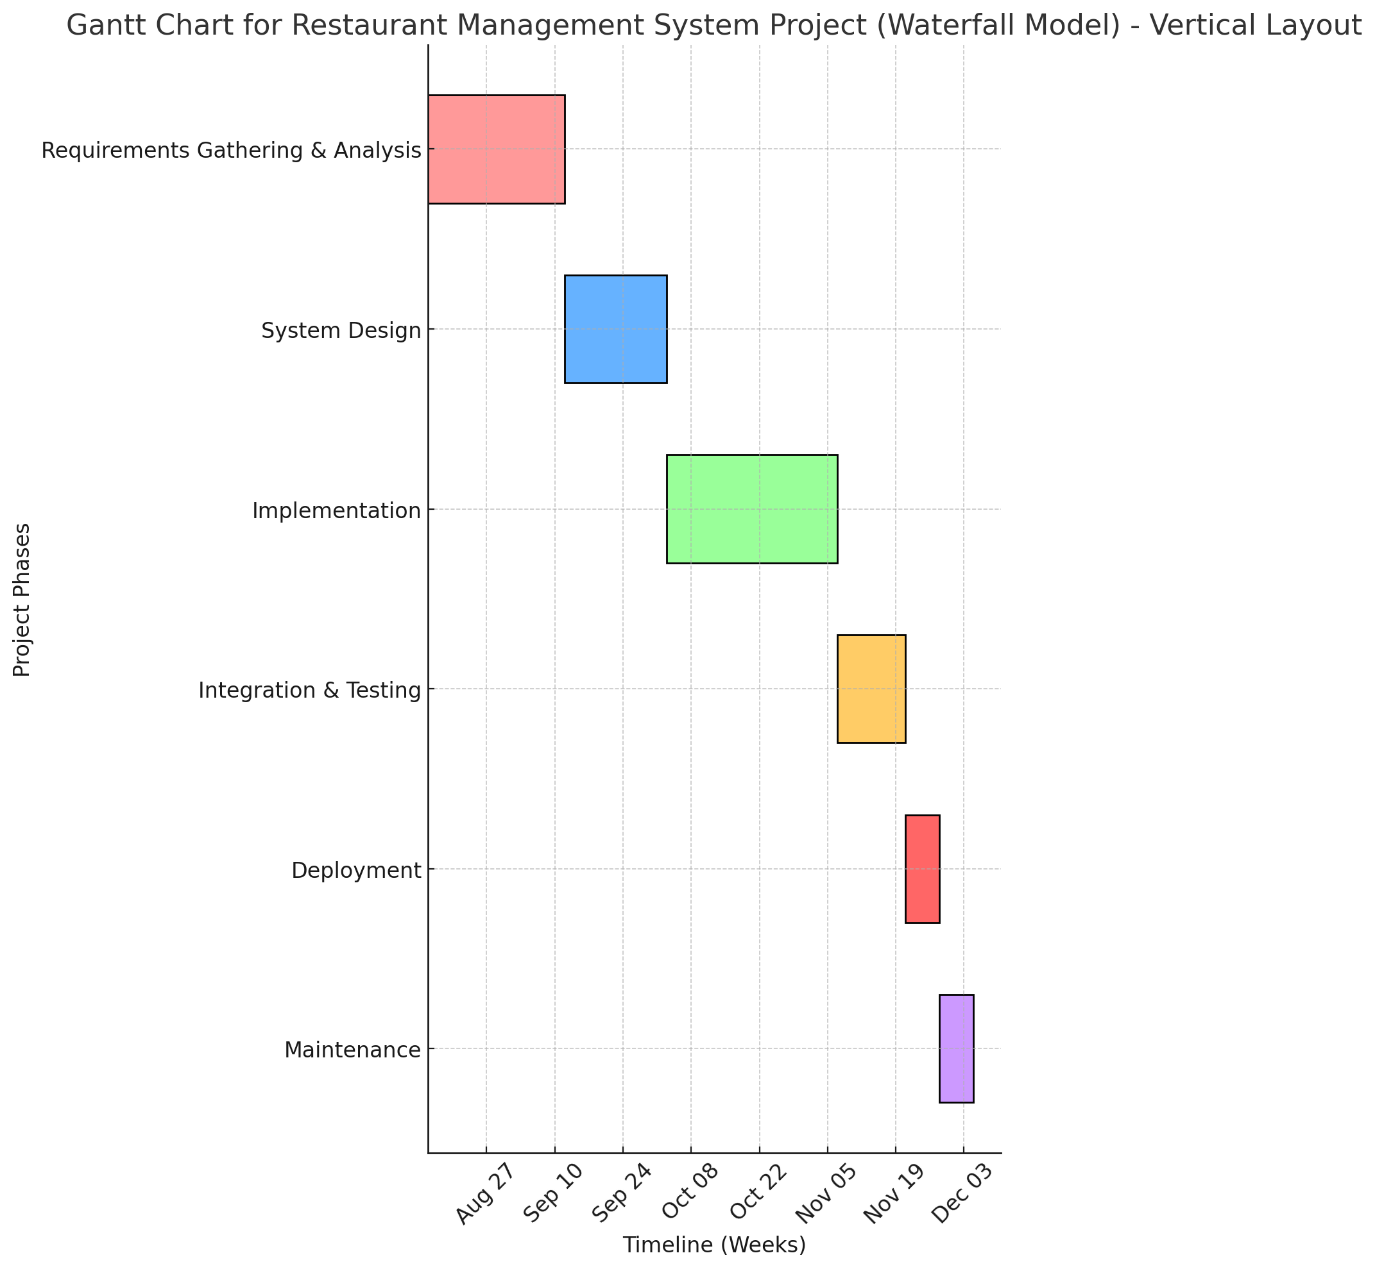 Gantt Chart for Restaurant Management System Project (Waterfall Model) - Vertical Layout
Requirements Gathering & Analysis
System Design
Implementation
Integration & Testing
Deployment
Maintenance
Project Phases
Aug 27
Sep 10
Sep 24
Oct 08
Oct 22
Nov 05
Nov 19
Dec 03
Timeline (Weeks)